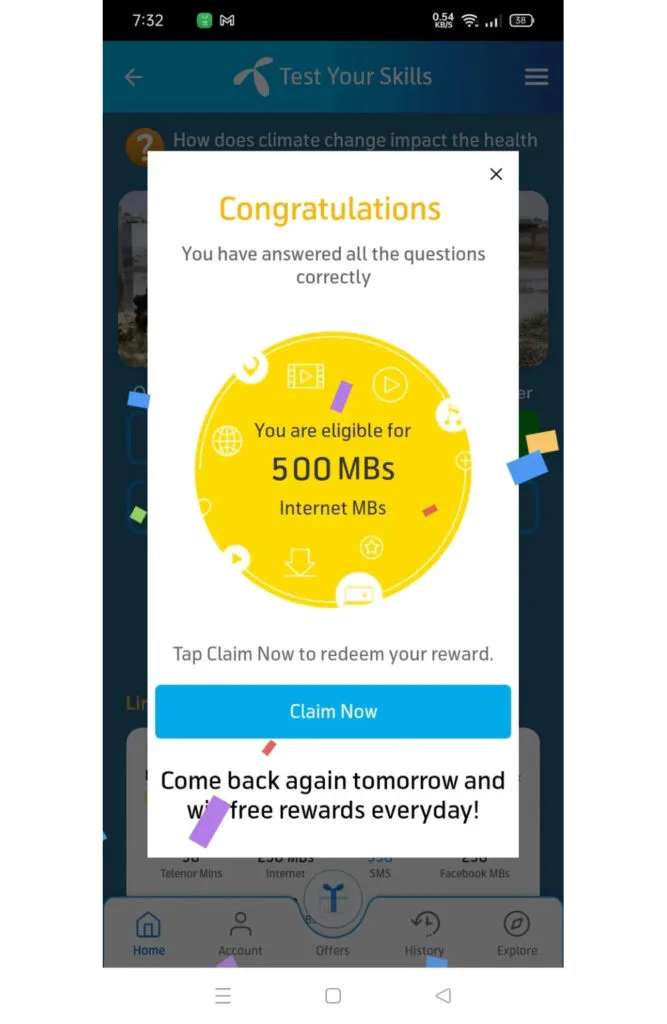 7:32
0.54
KB/S
38
Test Your Skills
How does climate change impact the health
Congratulations
You have answered all the questions
correctly
er
You are eligible for
500 MBs
Internet MBs
Tap Claim Now to redeem your reward.
Claim Now
Come back again tomorrow and
free rewards everyday!
Telenor Mins
Internet
SMS
Facebook MBs
Home
Account
Offers
History
Explore